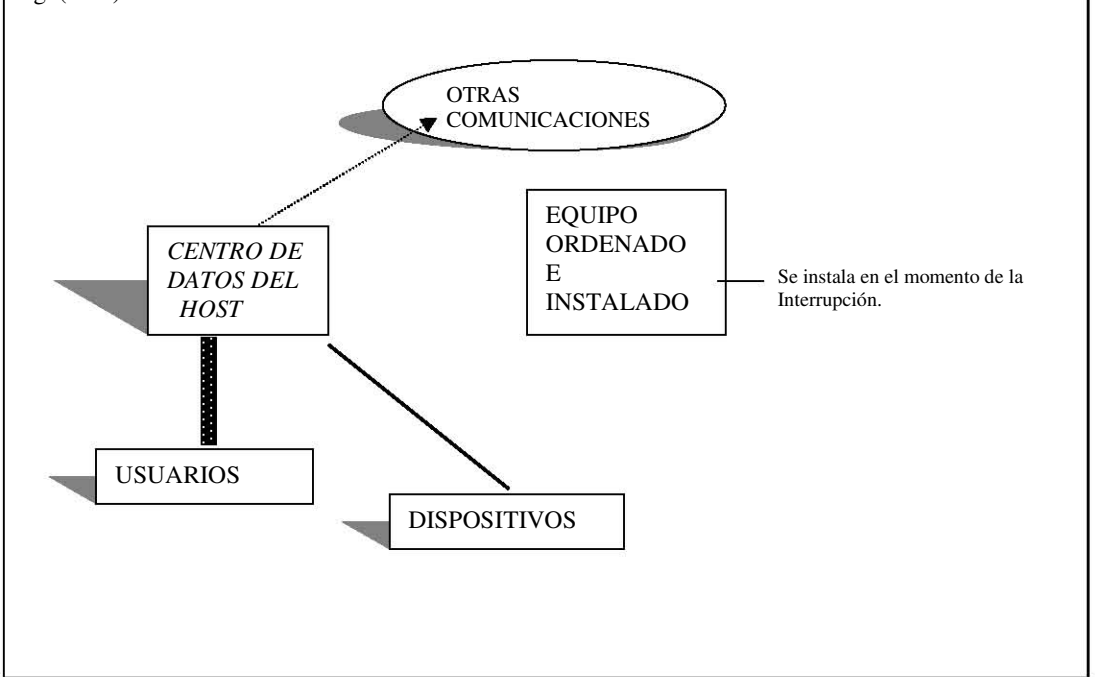 OTRAS
COMUNICACIONES
EQUIPO
ORDENADO
E
INSTALADO
Se instala en el momento de la
Interrupción.
CENTRO DE
DATOS DEL
HOST
USUARIOS
DISPOSITIVOS